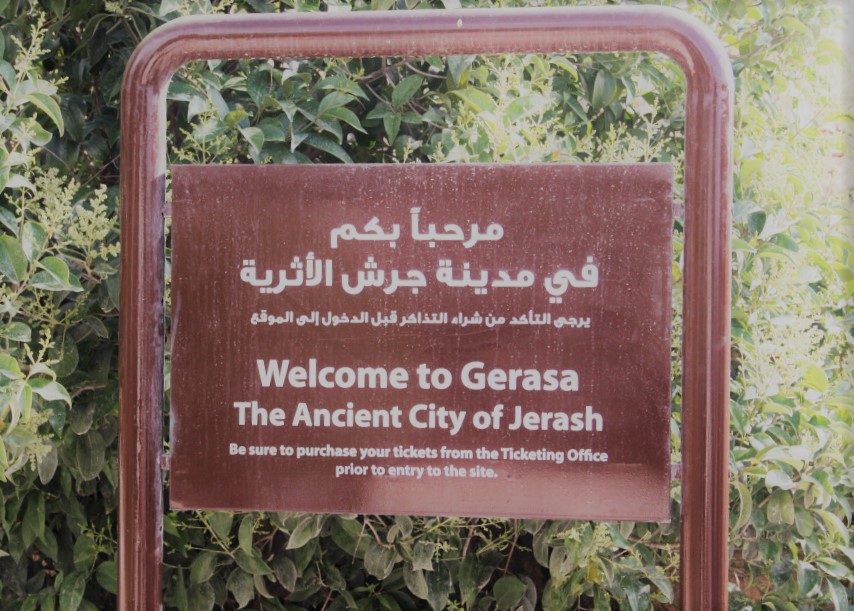 مرحباً بكم
في مدينة جرش الأثرية
يرجى التأكد من شراء التذاكر قبل الدخول إلى الموقع
Welcome to Gerasa
The Ancient City of Jerash
Be sure to purchase your tickets from the Ticketing Office
prior to entry to the site.